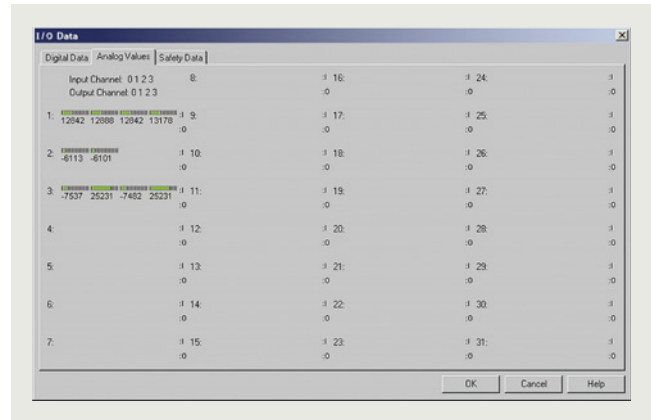 I/O Data
Digital Data Analog Values Safety Data
Input Channel: 0 1 2 3 8: :I 16: :I 24: :I
Output Channel: 0 1 2 3 :O :O :O
1: 12842 12888 12842 13178 :I 9: :I 17: :I 25: :I
:O :O :O :O
2: -6113 -6101 :I 10: :I 18: :I 26: :I
:O :O :O :O
3: -7537 25231 -7482 25231 :I 11: :I 19: :I 27: :I
:O :O :O :O
4: :I 12: :I 20: :I 28: :I
:O :O :O :O
5: :I 13: :I 21: :I 29: :I
:O :O :O :O
6: :I 14: :I 22: :I 30: :I
:O :O :O :O
7: :I 15: :I 23: :I 31: :I
:O :O :O :O
OK Cancel Help